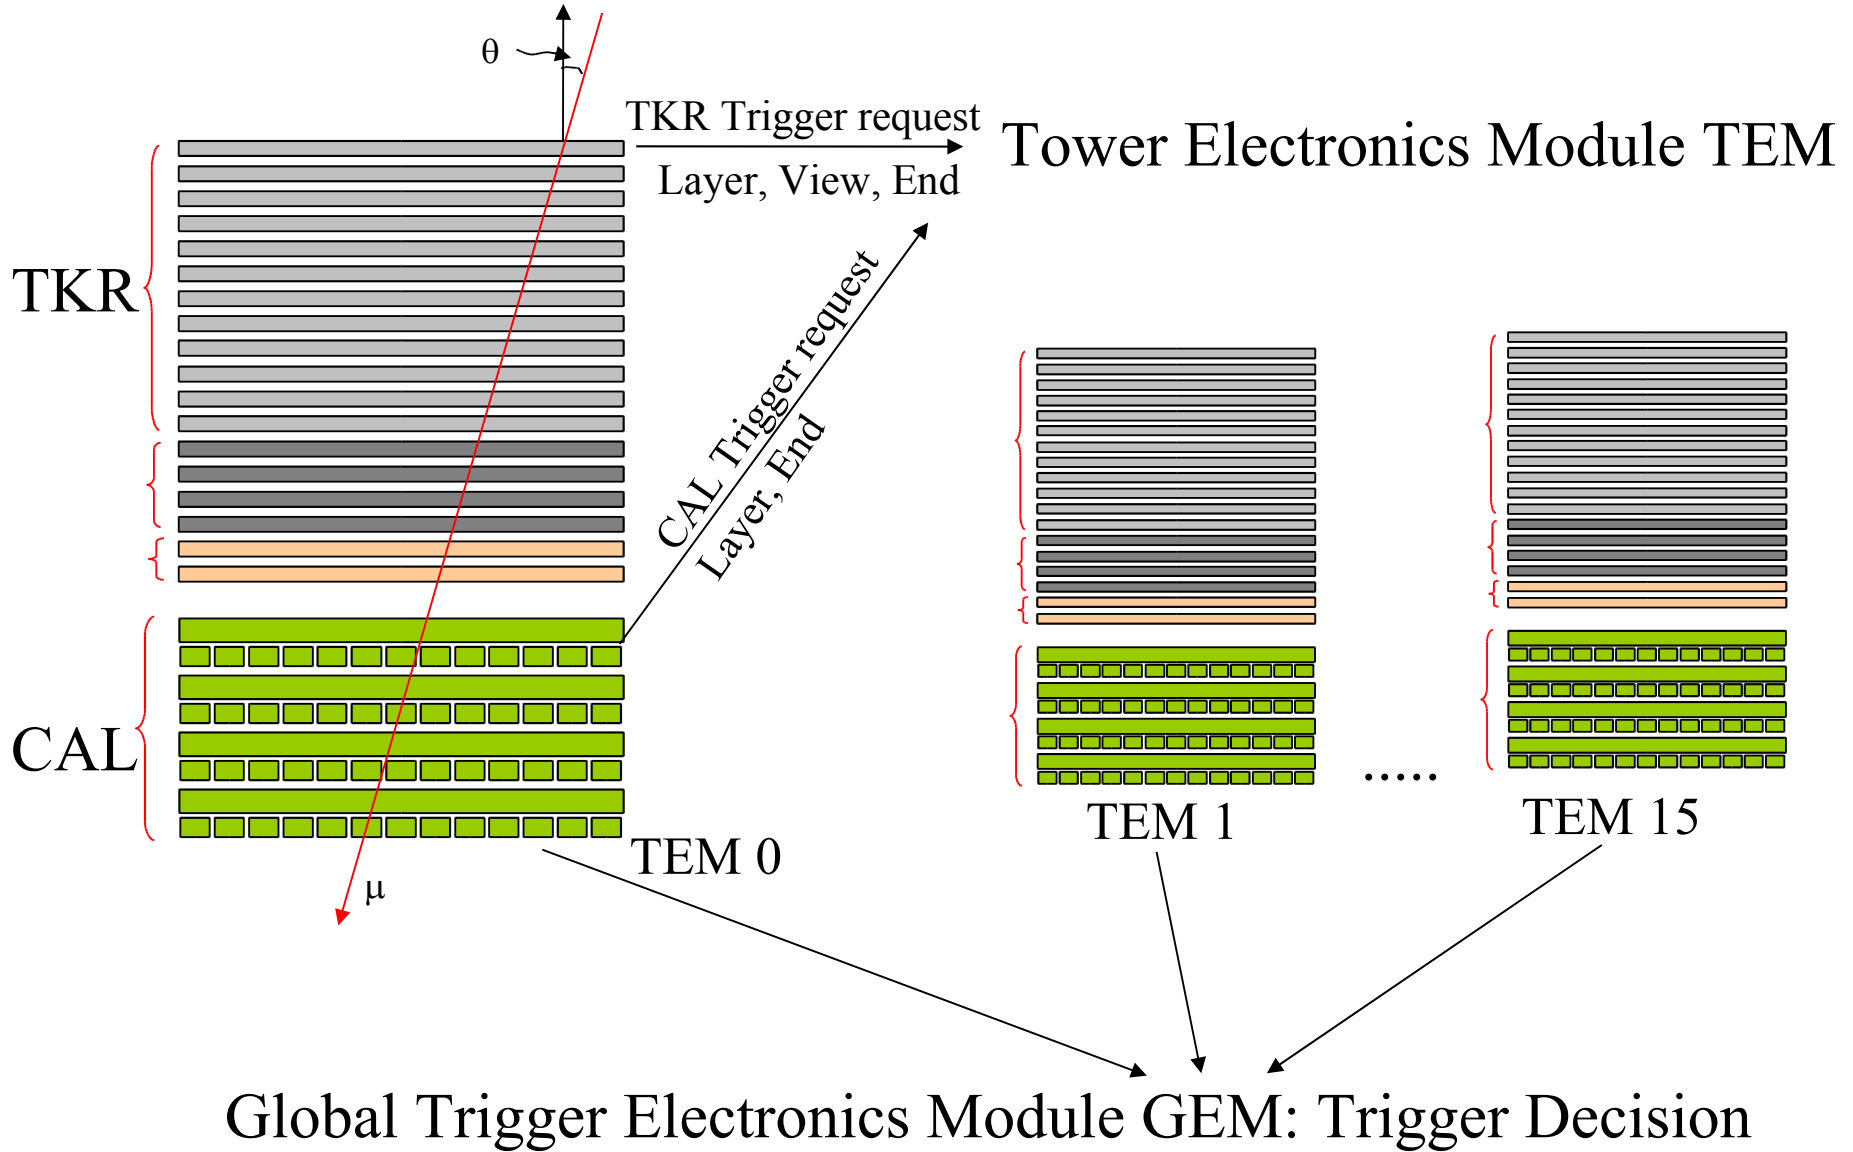 θ
TKR Trigger request
Layer, View, End
Tower Electronics Module TEM
TKR
CAL Trigger request
Layer, End
CAL
.....
TEM 0
TEM 1
TEM 15
μ
Global Trigger Electronics Module GEM: Trigger Decision